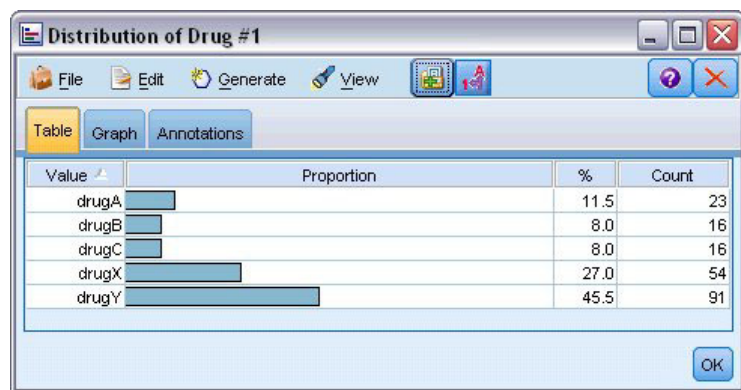 Distribution of Drug #1
File Edit Generate View
Table Graph Annotations
Value Proportion % Count
drugA 11.5 23
drugB 8.0 16
drugC 8.0 16
drugX 27.0 54
drugY 45.5 91
OK